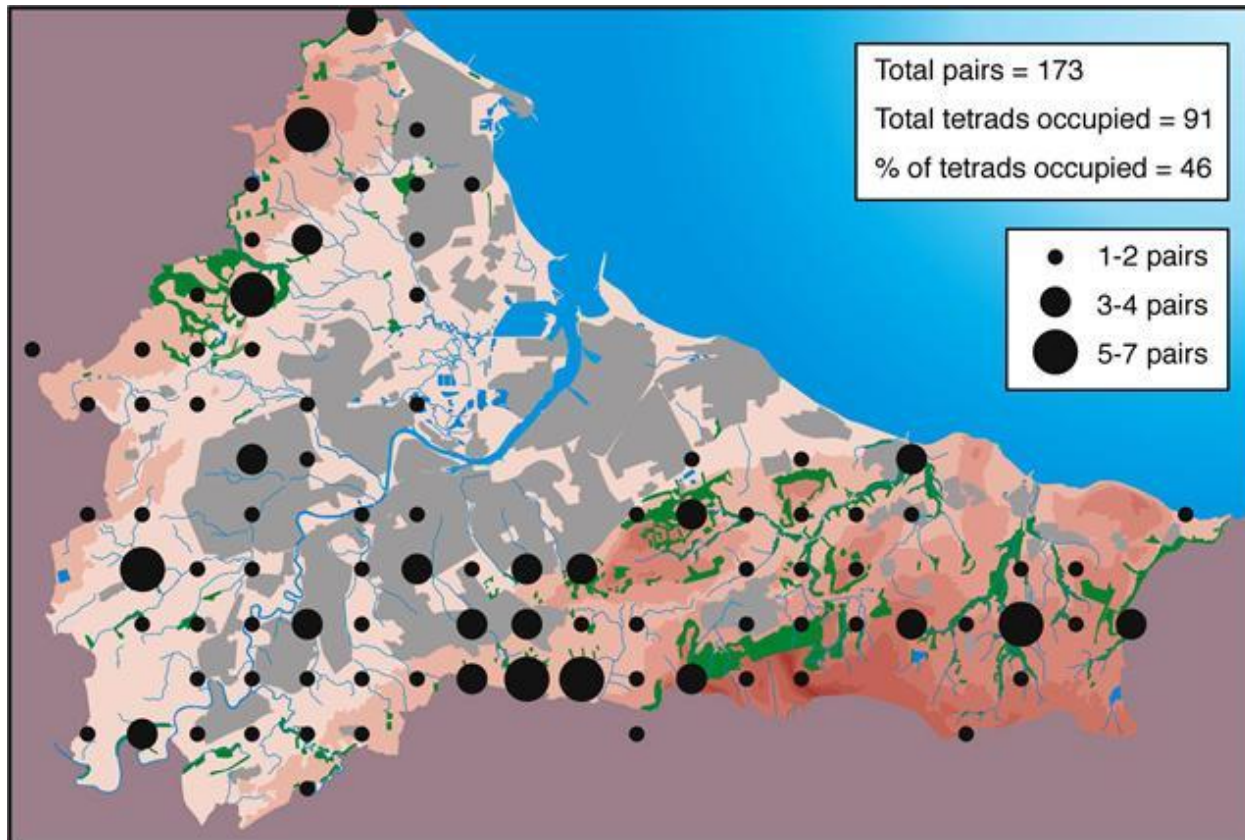 Total pairs = 173
Total tetrads occupied = 91
% of tetrads occupied = 46
1-2 pairs
3-4 pairs
5-7 pairs